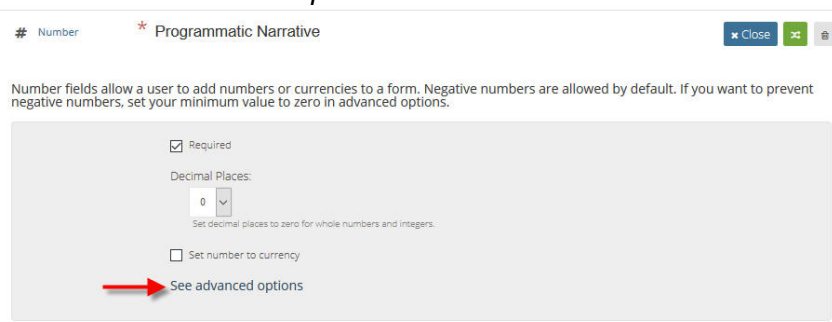 # Number * Programmatic Narrative × Close
Number fields allow a user to add numbers or currencies to a form. Negative numbers are allowed by default. If you want to prevent
negative numbers, set your minimum value to zero in advanced options.
Required
Decimal Places:
0
Set decimal places to zero for whole numbers and integers.
Set number to currency
See advanced options